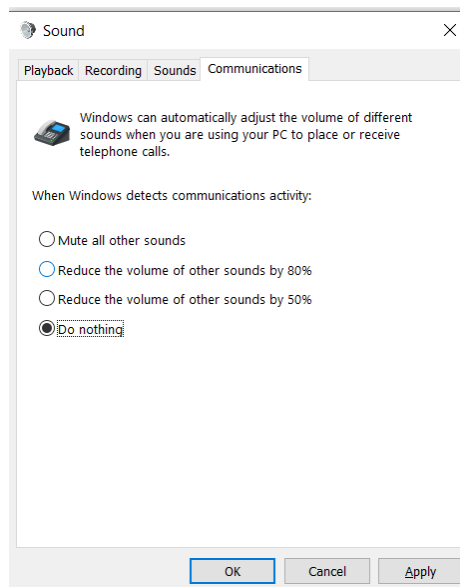 Sound
Playback Recording Sounds Communications
Windows can automatically adjust the volume of different
sounds when you are using your PC to place or receive
telephone calls.
When Windows detects communications activity:
Mute all other sounds
Reduce the volume of other sounds by 80%
Reduce the volume of other sounds by 50%
Do nothing
OK Cancel Apply